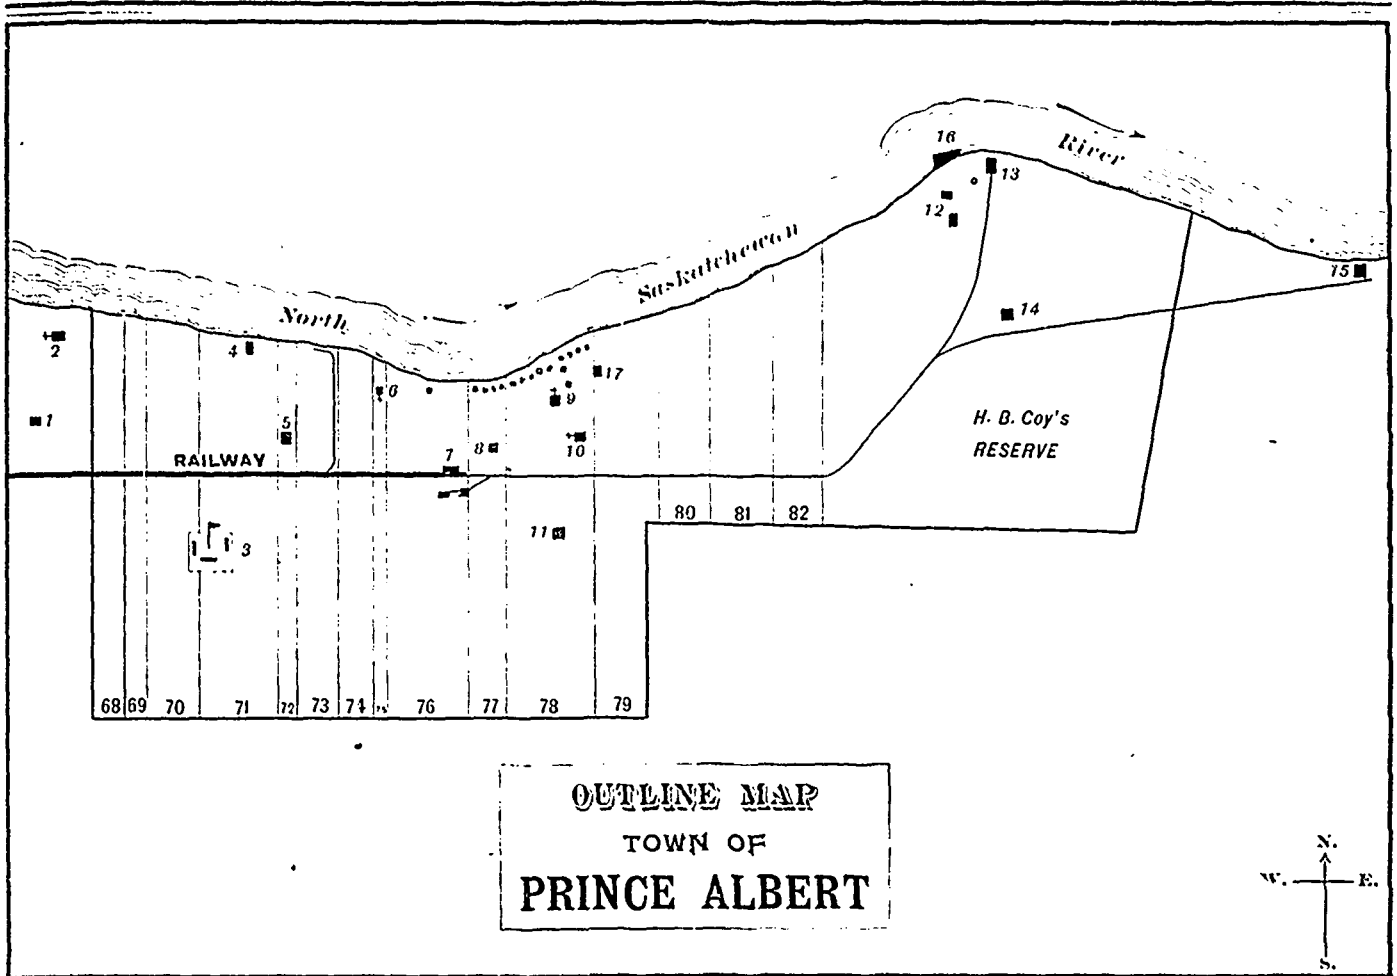 16
River
13
12
Saskatchewan
15
North
14
2
4
17
6
9
1
5
H. B. Coy's
8
10
RESERVE
RAILWAY
7
80 81 82
11
3
68 69 70 71 72 73 74 75 76 77 78 79
OUTLINE MAP
TOWN OF
PRINCE ALBERT
N.
W. E.
S.